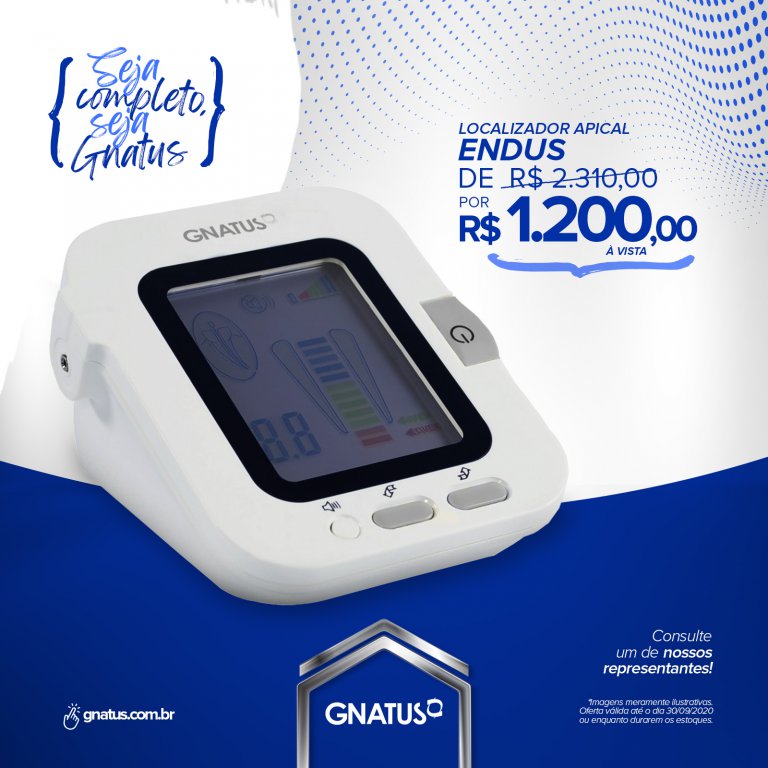 Seja
completo,
seja
Gnatus
LOCALIZADOR APICAL
ENDUS
DE R$ 2.310,00
POR
R$ 1.200,00
À VISTA
GNATUS
8.8
Consulte
um de nossos
representantes!
gnatus.com.br
GNATUS
*Imagens meramente ilustrativas.
Oferta válida até o dia 30/09/2020
ou enquanto durarem os estoques.